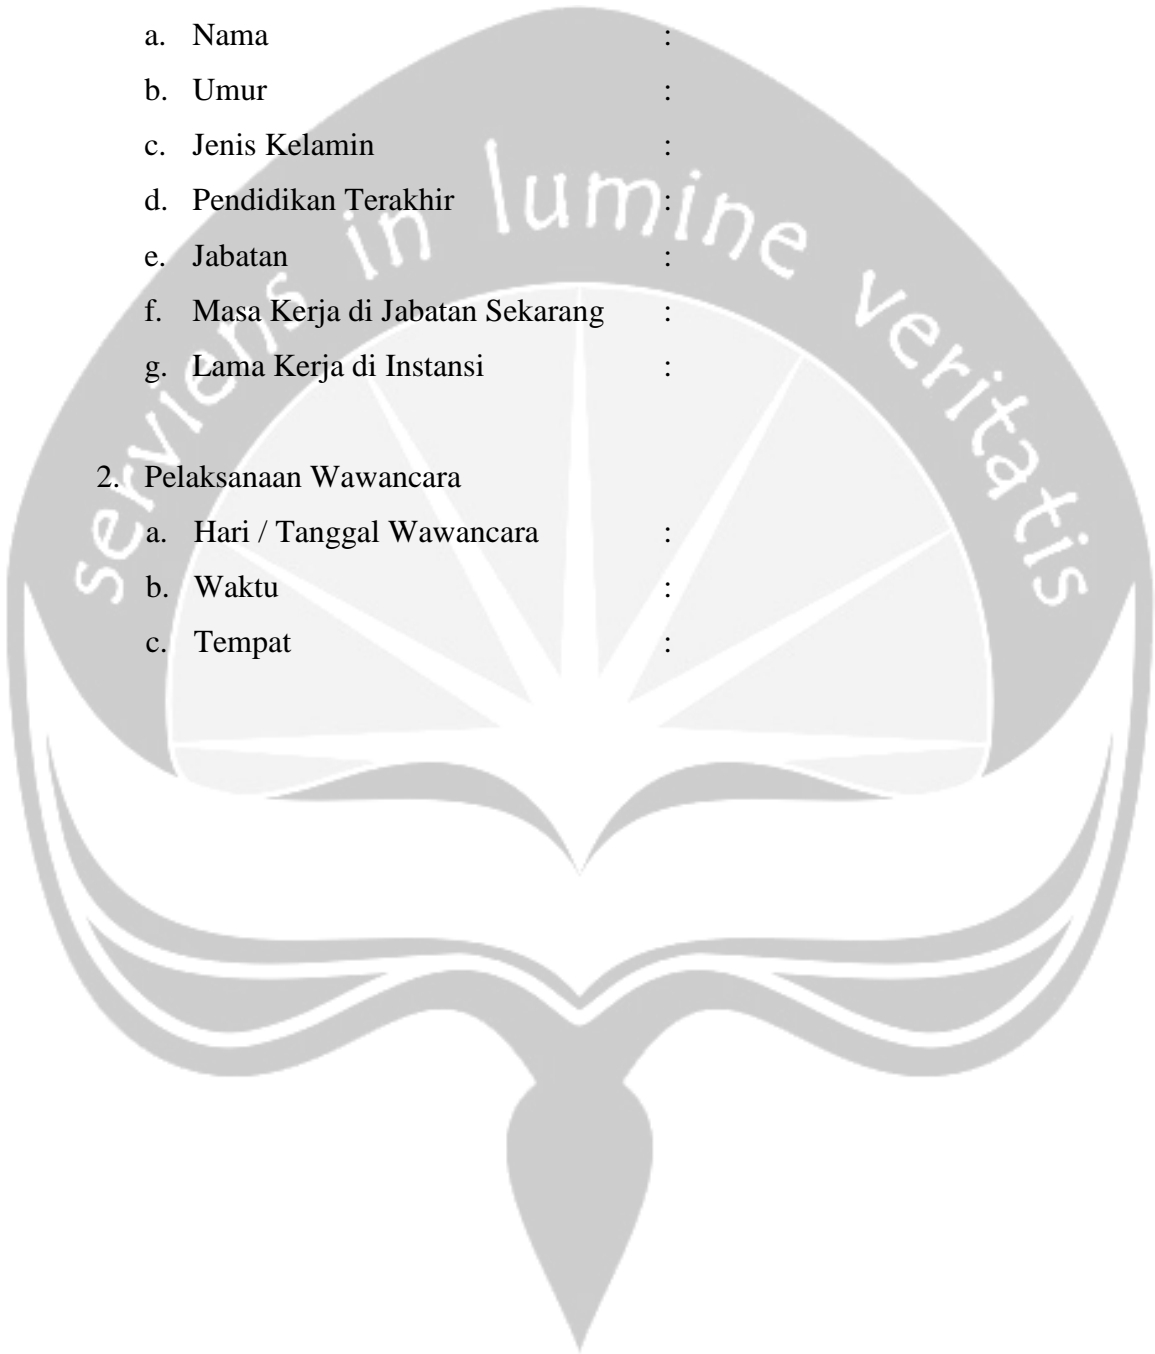 a. Nama :
b. Umur :
c. Jenis Kelamin :
d. Pendidikan Terakhir :
e. Jabatan :
f. Masa Kerja di Jabatan Sekarang :
g. Lama Kerja di Instansi :
2. Pelaksanaan Wawancara
a. Hari / Tanggal Wawancara :
b. Waktu :
c. Tempat :
serviens in lumine veritatis